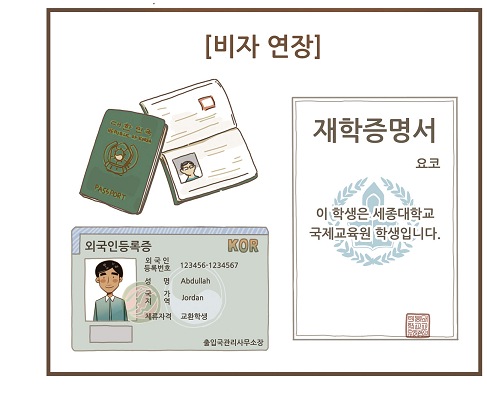 [비자 연장]
PASSPORT
재학증명서
요코
이 학생은 세종대학교
국제교육원 학생입니다.
외국인등록증
KOR
외국인
등록번호 123456-1234567
성 명 Abdullah
국 가
지 역 Jordan
체류자격 교환학생
출입국관리사무소장